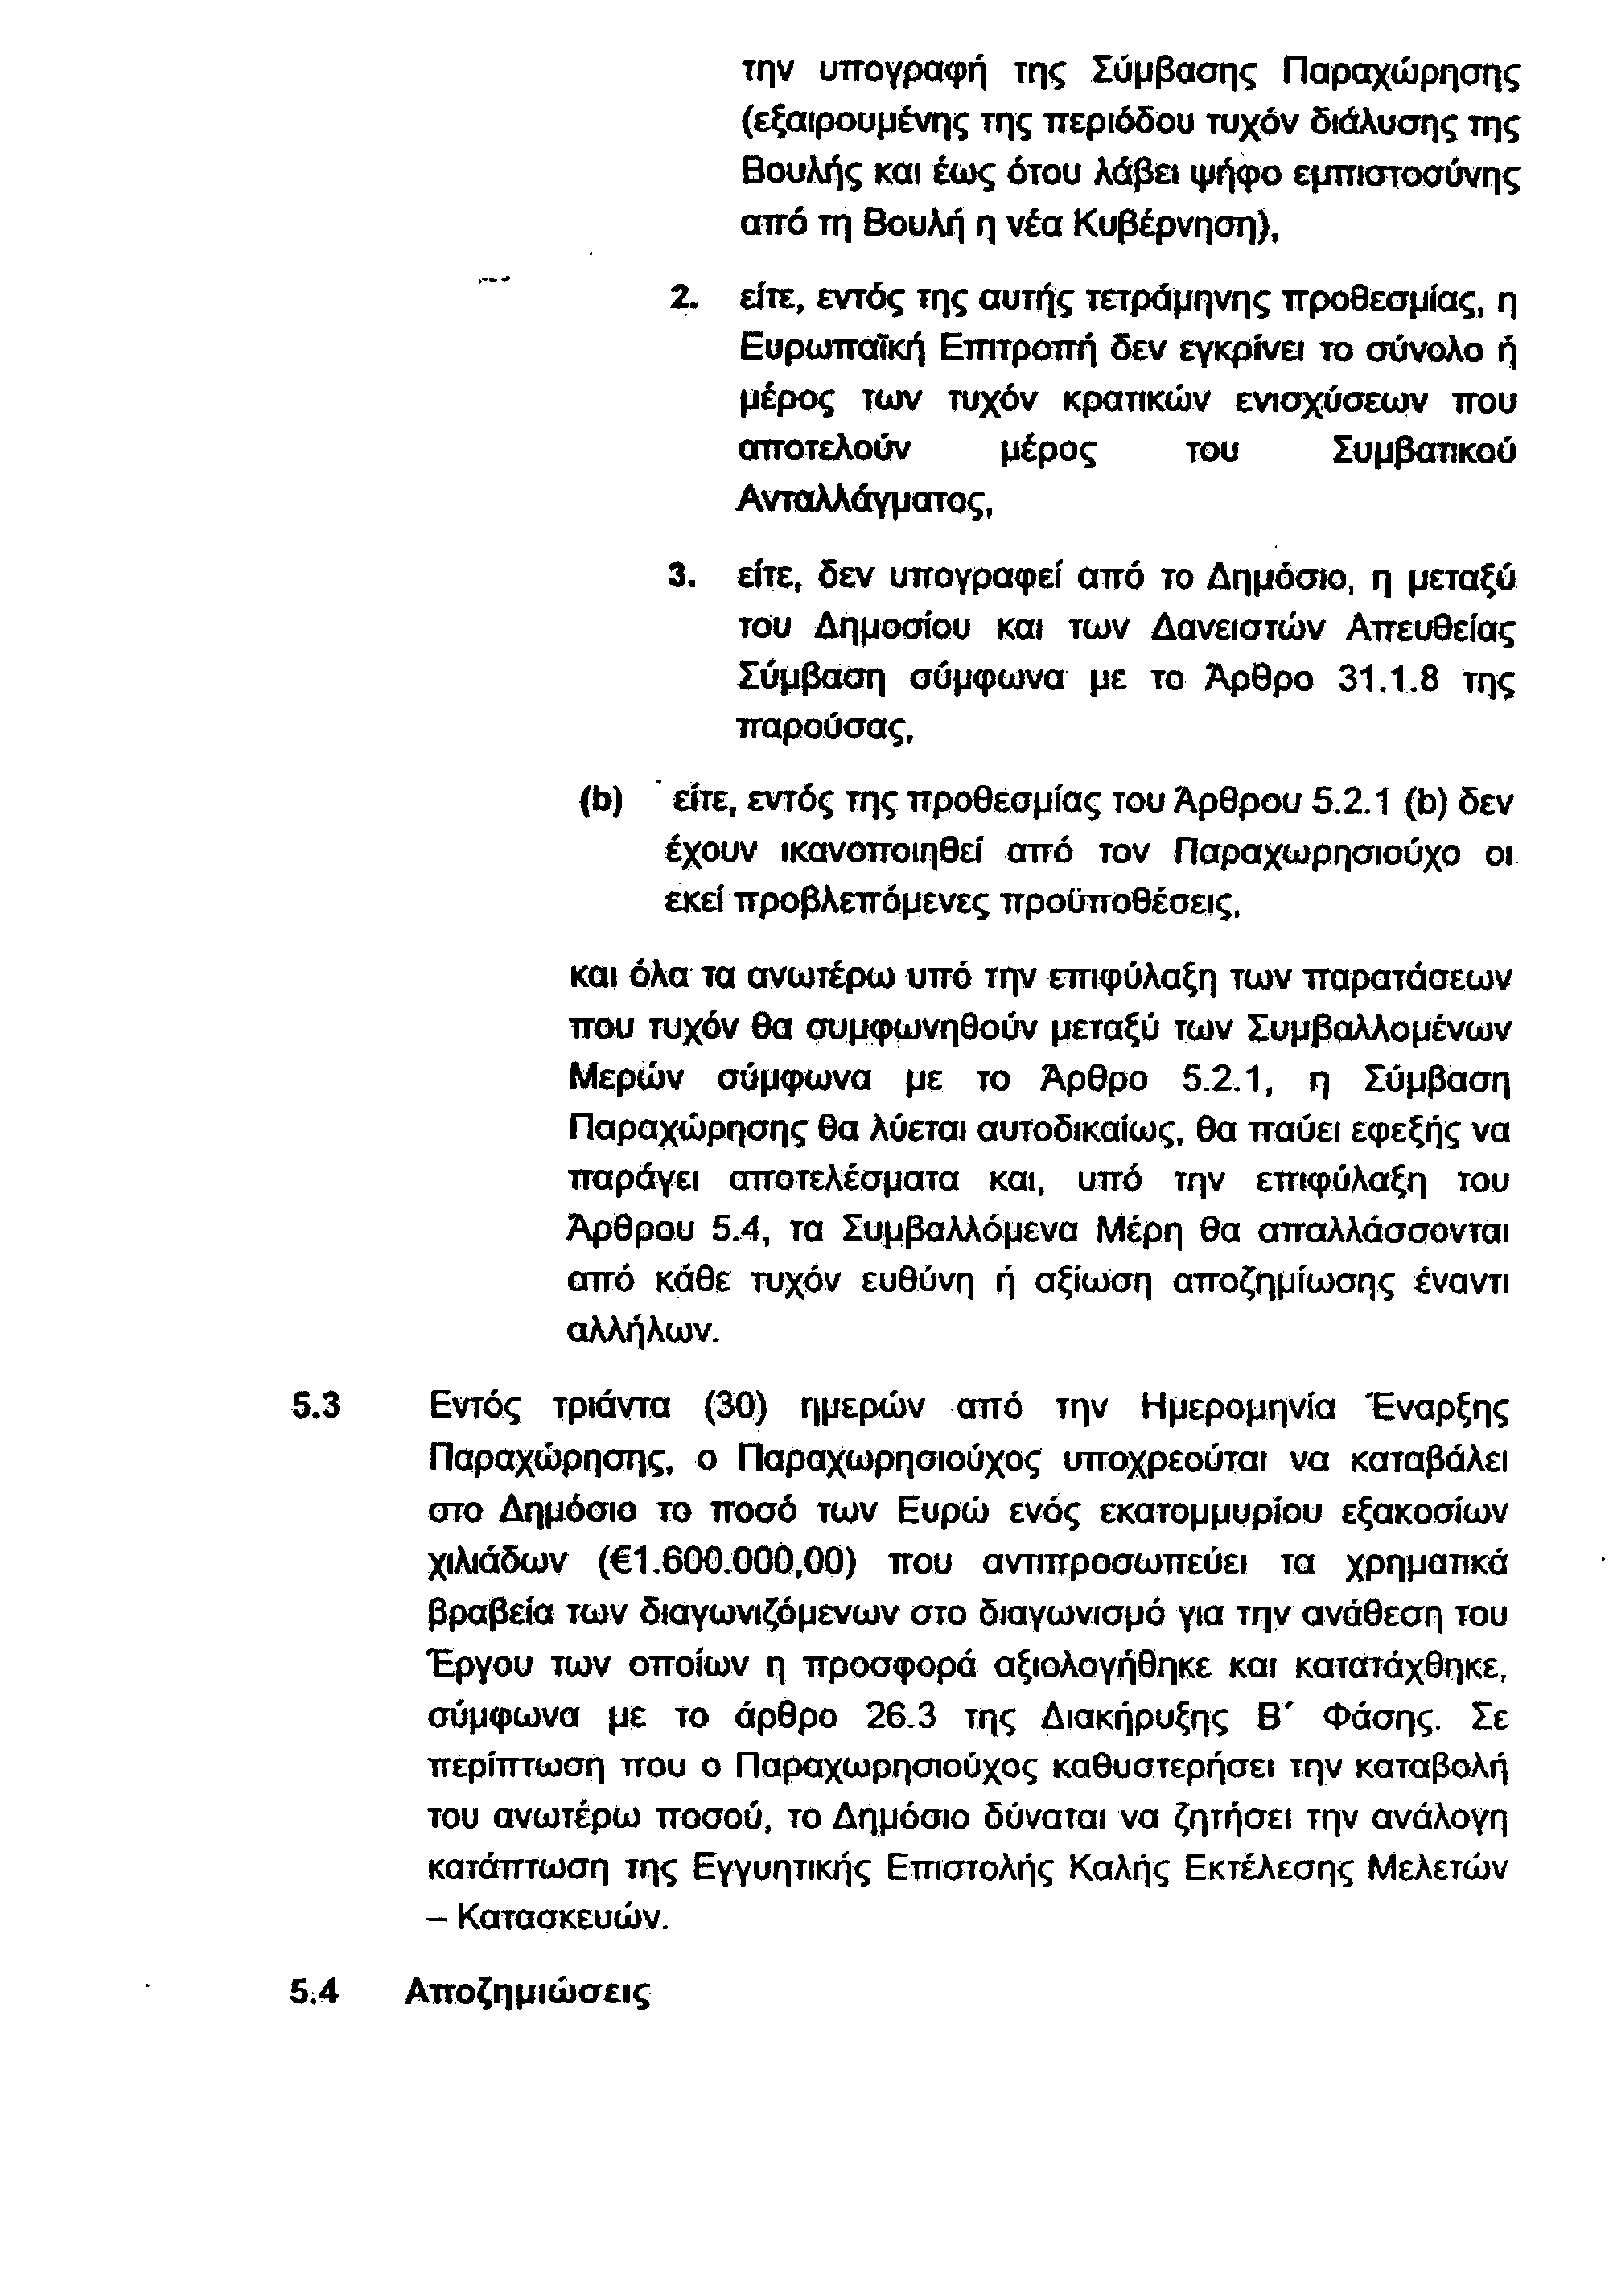 την υπογραφή της Σύμβασης Παραχώρησης
(εξαιρουμένης της περιόδου τυχόν διάλυσης της
Βουλής και έως ότου λάβει ψήφο εμπιστοσύνης
από τη Βουλή η νέα Κυβέρνηση),
2. είτε, εντός της αυτής τετράμηνης προθεσμίας, η
Ευρωπαϊκή Επιτροπή δεν εγκρίνει το σύνολο ή
μέρος των τυχόν κρατικών ενισχύσεων που
αποτελούν μέρος του Συμβατικού
Ανταλλάγματος,
3. είτε, δεν υπογραφεί από το Δημόσιο, η μεταξύ
του Δημοσίου και των Δανειστών Απευθείας
Σύμβαση σύμφωνα με το Άρθρο 31.1.8 της
παρούσας,
(b) είτε, εντός της προθεσμίας του Άρθρου 5.2.1 (b) δεν
έχουν ικανοποιηθεί από τον Παραχωρησιούχο οι
εκεί προβλεπόμενες προϋποθέσεις,
και όλα τα ανωτέρω υπό την επιφύλαξη των παρατάσεων
που τυχόν θα συμφωνηθούν μεταξύ των Συμβαλλομένων
Μερών σύμφωνα με το Άρθρο 5.2.1, η Σύμβαση
Παραχώρησης θα λύεται αυτοδικαίως, θα παύει εφεξής να
παράγει αποτελέσματα και, υπό την επιφύλαξη του
Άρθρου 5.4, τα Συμβαλλόμενα Μέρη θα απαλλάσσονται
από κάθε τυχόν ευθύνη ή αξίωση αποζημίωσης έναντι
αλλήλων.
5.3 Εντός τριάντα (30) ημερών από την Ημερομηνία Έναρξης
Παραχώρησης, ο Παραχωρησιούχος υποχρεούται να καταβάλει
στο Δημόσιο το ποσό των Ευρώ ενός εκατομμυρίου εξακοσίων
χιλιάδων (€1.600.000,00) που αντιπροσωπεύει τα χρηματικά
βραβεία των διαγωνιζόμενων στο διαγωνισμό για την ανάθεση του
Έργου των οποίων η προσφορά αξιολογήθηκε και κατατάχθηκε,
σύμφωνα με το άρθρο 26.3 της Διακήρυξης Β΄ Φάσης. Σε
περίπτωση που ο Παραχωρησιούχος καθυστερήσει την καταβολή
του ανωτέρω ποσού, το Δημόσιο δύναται να ζητήσει την ανάλογη
κατάπτωση της Εγγυητικής Επιστολής Καλής Εκτέλεσης Μελετών
– Κατασκευών.
5.4 Αποζημιώσεις